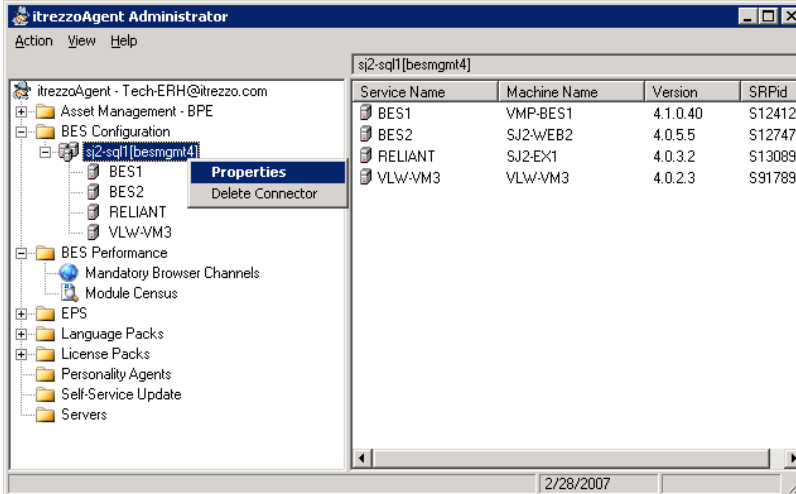 itrezzoAgent Administrator
Action View Help
sj2-sql1[besmgmt4]
itrezzoAgent - Tech-ERH@itrezzo.com
Asset Management - BPE
BES Configuration
sj2-sql1[besmgmt4]
BES1
BES2
RELIANT
VLW-VM3
BES Performance
Mandatory Browser Channels
Module Census
EPS
Language Packs
License Packs
Personality Agents
Self-Service Update
Servers
Properties
Delete Connector
Service Name Machine Name Version SRPid
BES1 VMP-BES1 4.1.0.40 S12412
BES2 SJ2-WEB2 4.0.5.5 S12747
RELIANT SJ2-EX1 4.0.3.2 S13089
VLW-VM3 VLW-VM3 4.0.2.3 S91789
2/28/2007